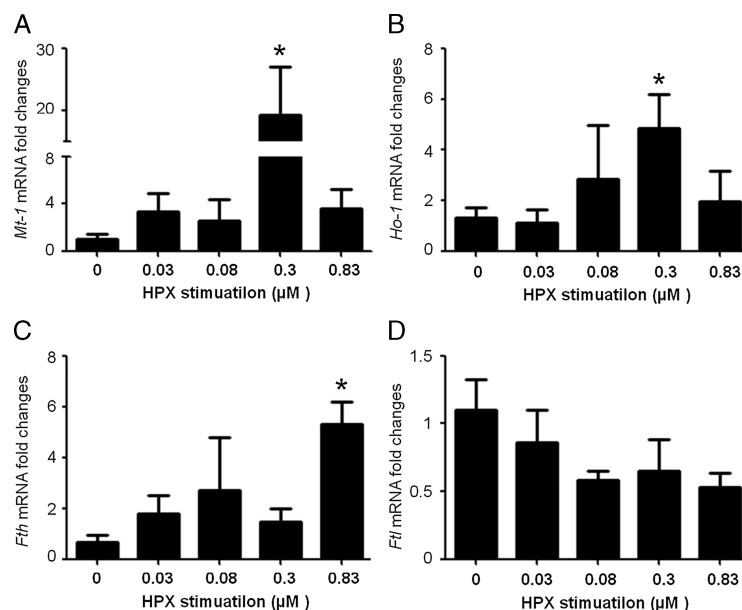 A
Mt-1 mRNA fold changes
30
20
8
4
0
*
0 0.03 0.08 0.3 0.83
HPX stimuatilon (µM )
B
Ho-1 mRNA fold changes
8
6
4
2
0
*
0 0.03 0.08 0.3 0.83
HPX stimuatilon (µM )
C
Fth mRNA fold changes
8
6
4
2
0
*
0 0.03 0.08 0.3 0.83
HPX stimuatilon (µM )
D
Ftl mRNA fold changes
1.5
1
0.5
0
0 0.03 0.08 0.3 0.83
HPX stimuatilon (µM )